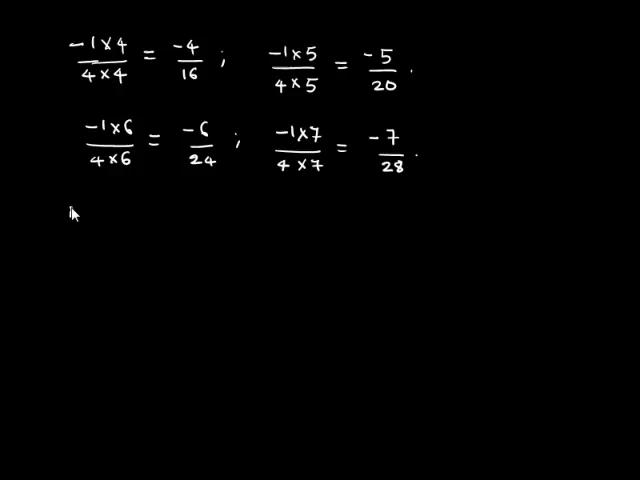 -1×4/4×4 = -4/16 ; -1×5/4×5 = -5/20 .
-1×6/4×6 = -6/24 ; -1×7/4×7 = -7/28 .